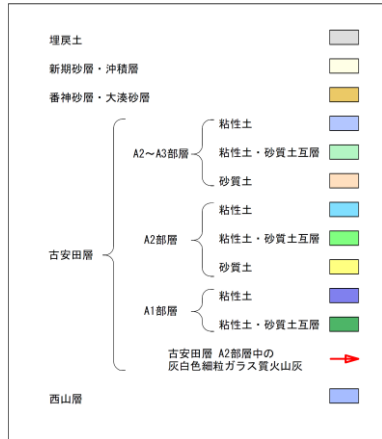 埋戻土
新期砂層・沖積層
番神砂層・大湊砂層
古安田層
A2～A3部層
粘性土
粘性土・砂質土互層
砂質土
A2部層
粘性土
粘性土・砂質土互層
砂質土
A1部層
粘性土
粘性土・砂質土互層
古安田層 A2部層中の
灰白色細粒ガラス質火山灰
西山層